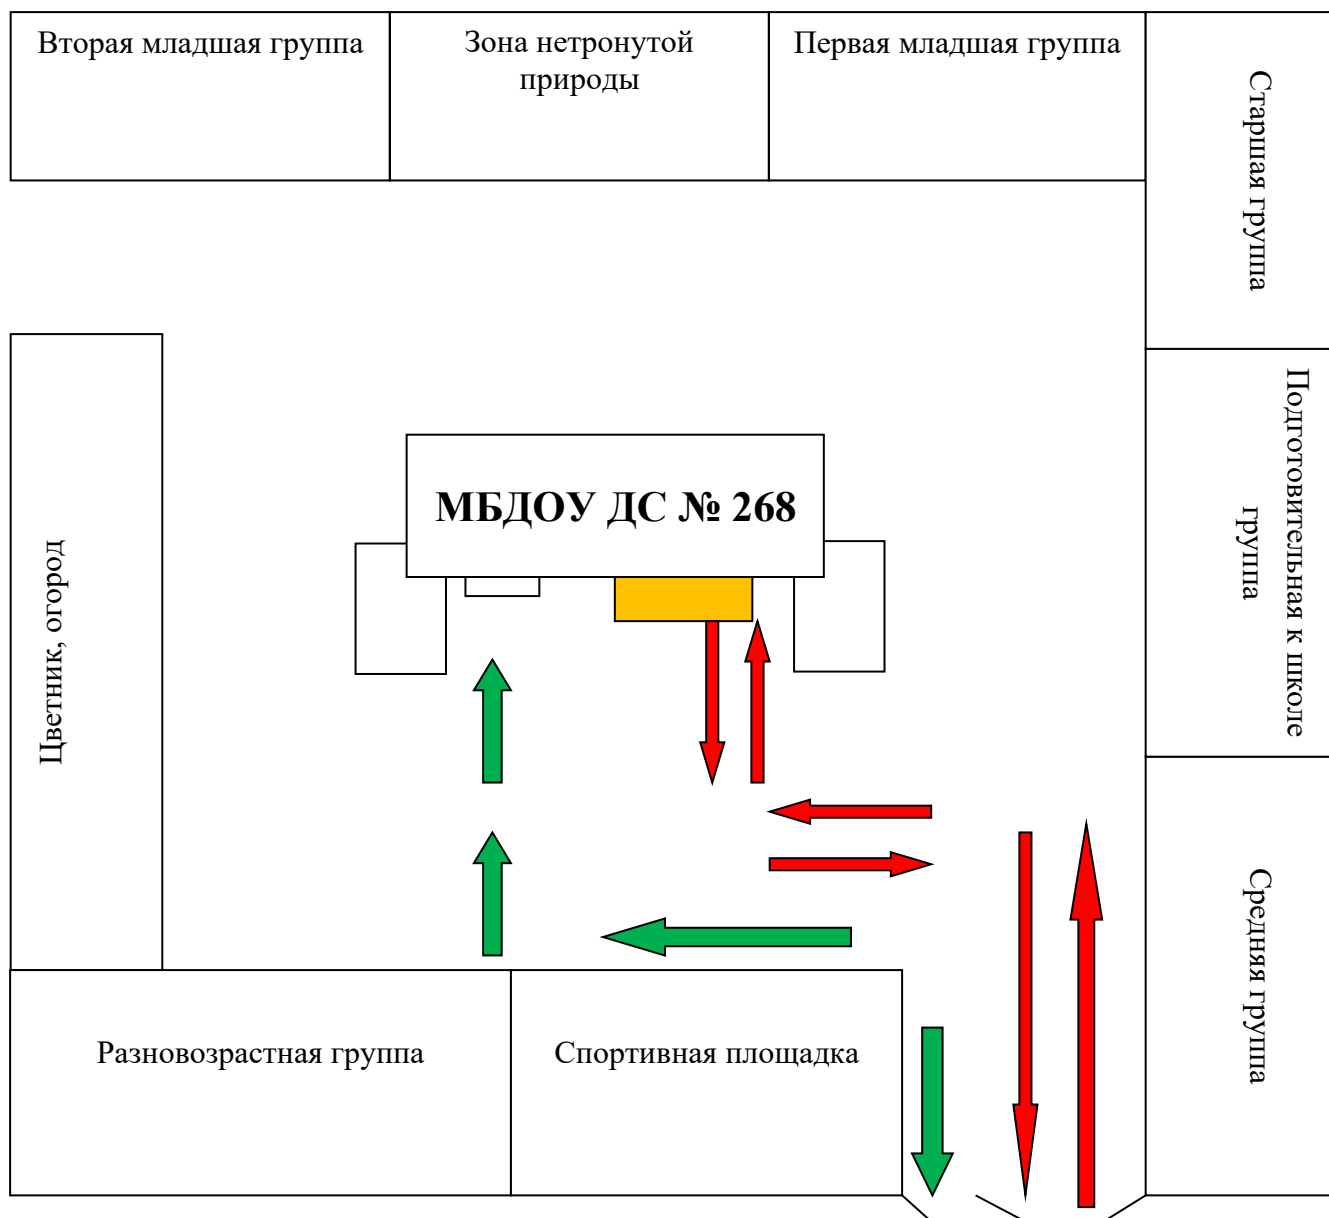 Вторая младшая группа
Зона нетронутой
природы
Первая младшая группа
Старшая группа
Подготовительная к школе
группа
МБДОУ ДС № 268
Цветник, огород
Средняя группа
Разновозрастная группа
Спортивная площадка